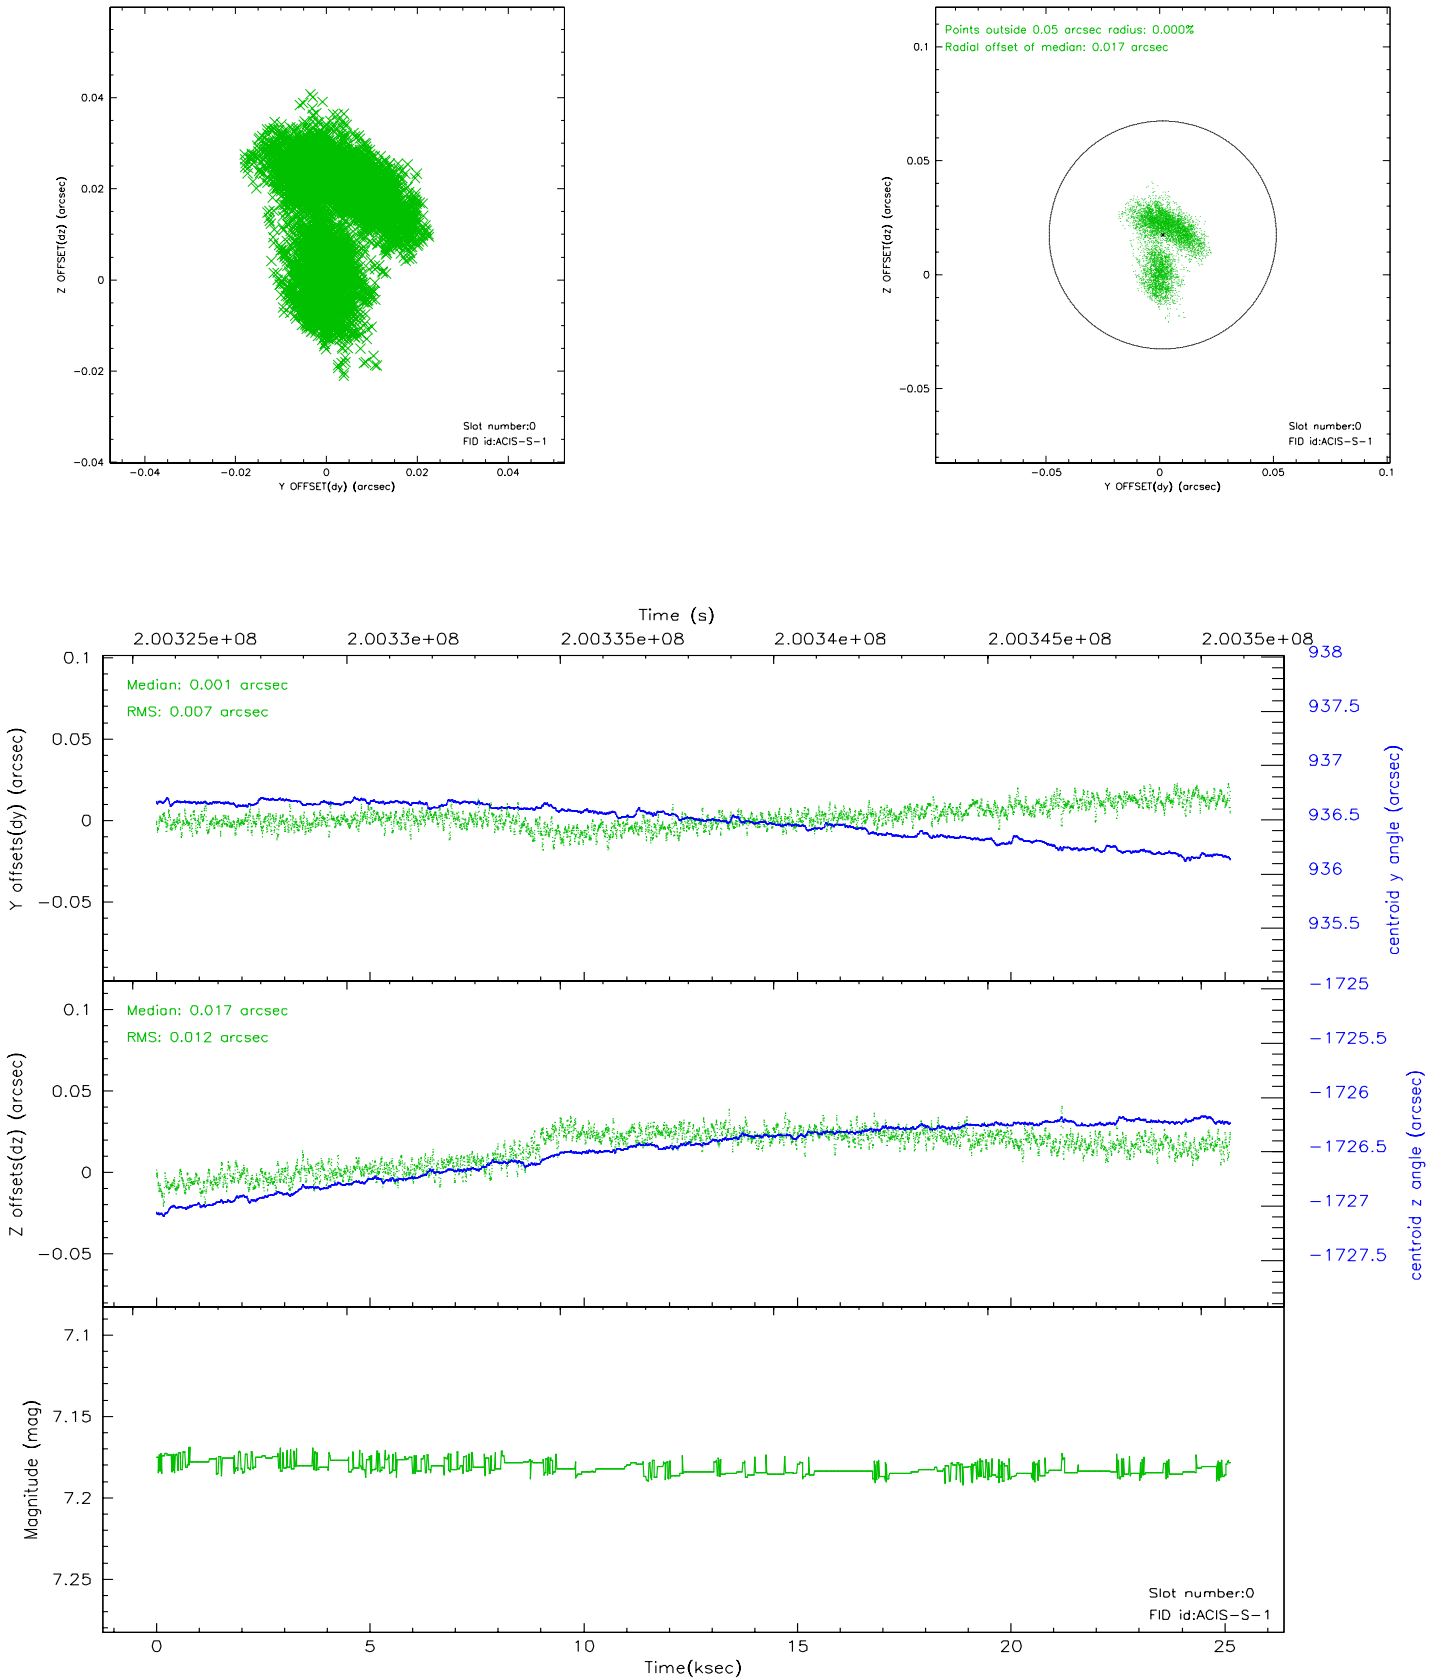 0.04
0.02
0
-0.02
-0.04
Z OFFSET(dz) (arcsec)
Slot number:0
FID id:ACIS-S-1
-0.04
-0.02
0
0.02
0.04
Y OFFSET(dy) (arcsec)
Points outside 0.05 arcsec radius: 0.000%
Radial offset of median: 0.017 arcsec
0.1
0.05
0
-0.05
Z OFFSET(dz) (arcsec)
Slot number:0
FID id:ACIS-S-1
-0.05
0
0.05
0.1
Y OFFSET(dy) (arcsec)
Time (s)
2.00325e+08
2.0033e+08
2.00335e+08
2.0034e+08
2.00345e+08
2.0035e+08
0.1
0.05
0
-0.05
Y offsets(dy) (arcsec)
Median: 0.001 arcsec
RMS: 0.007 arcsec
938
937.5
937
936.5
936
935.5
centroid y angle (arcsec)
0.1
0.05
0
-0.05
Z offsets(dz) (arcsec)
Median: 0.017 arcsec
RMS: 0.012 arcsec
-1725
-1725.5
-1726
-1726.5
-1727
-1727.5
centroid z angle (arcsec)
7.1
7.15
7.2
7.25
Magnitude (mag)
Slot number:0
FID id:ACIS-S-1
0
5
10
15
20
25
Time(ksec)